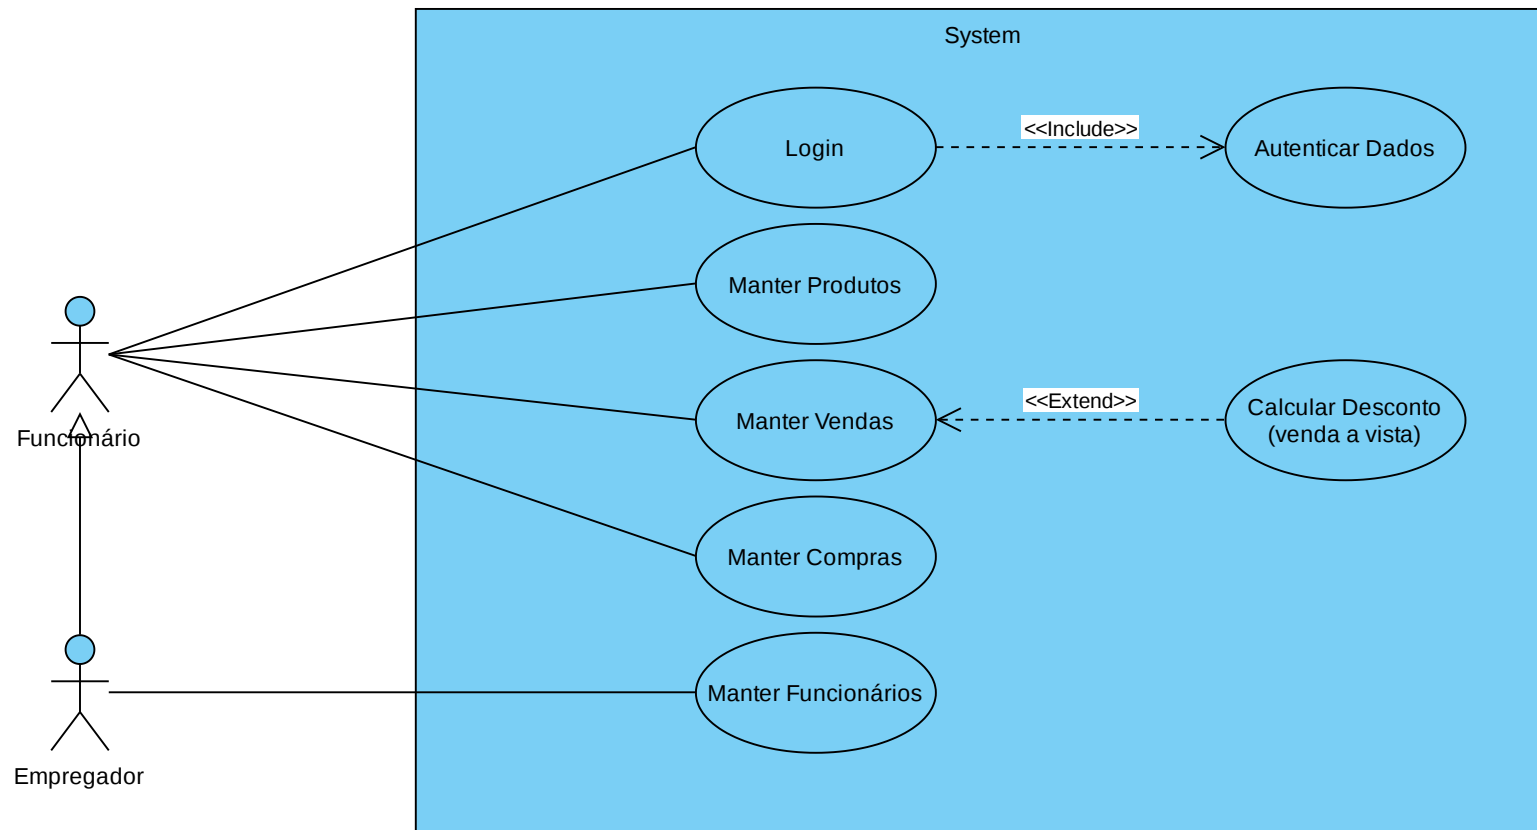 System
Login
<<Include>>
Autenticar Dados
Manter Produtos
Funcionário
Manter Vendas
<<Extend>>
Calcular Desconto
(venda a vista)
Manter Compras
Manter Funcionários
Empregador